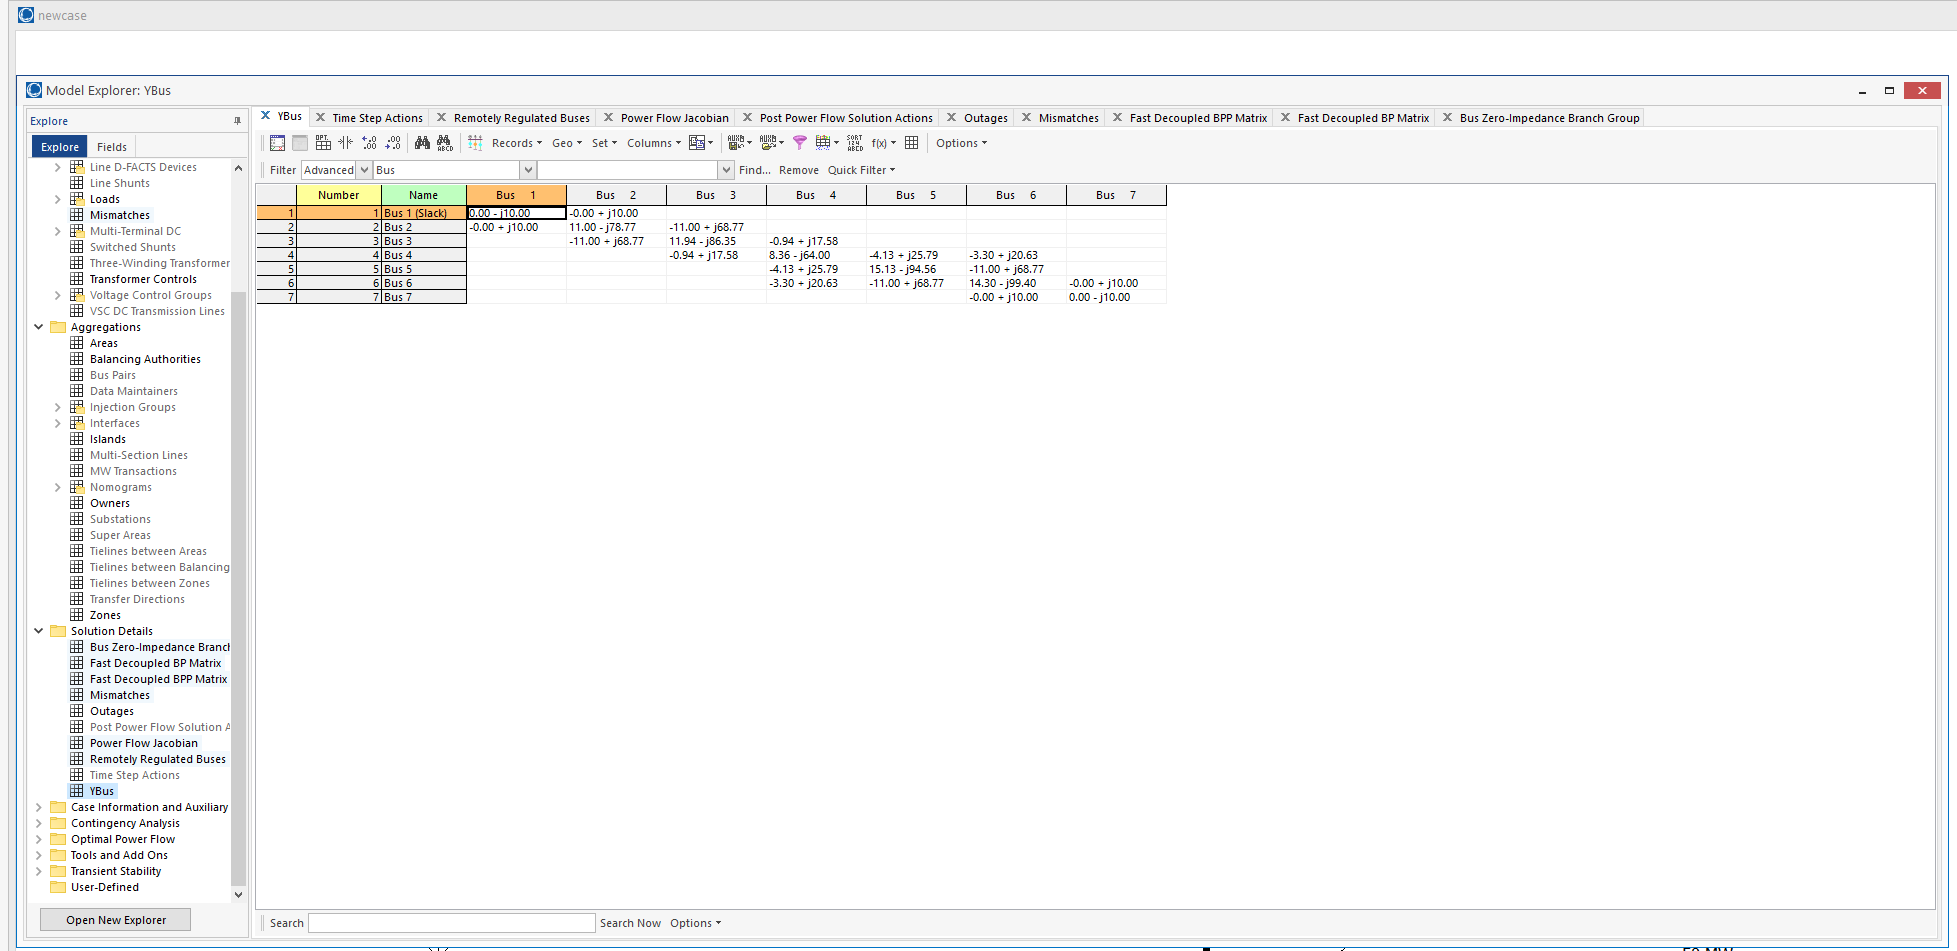 newcase
Model Explorer: YBus
Explore
Explore Fields
Line D-FACTS Devices
Line Shunts
Loads
Mismatches
Multi-Terminal DC
Switched Shunts
Three-Winding Transformer
Transformer Controls
Voltage Control Groups
VSC DC Transmission Lines
Aggregations
Areas
Balancing Authorities
Bus Pairs
Data Maintainers
Injection Groups
Interfaces
Islands
Multi-Section Lines
MW Transactions
Nomograms
Owners
Substations
Super Areas
Tielines between Areas
Tielines between Balancing
Tielines between Zones
Transfer Directions
Zones
Solution Details
Bus Zero-Impedance Branch
Fast Decoupled BP Matrix
Fast Decoupled BPP Matrix
Mismatches
Outages
Post Power Flow Solution A
Power Flow Jacobian
Remotely Regulated Buses
Time Step Actions
YBus
Case Information and Auxiliary
Contingency Analysis
Optimal Power Flow
Tools and Add Ons
Transient Stability
User-Defined
Open New Explorer
YBus Time Step Actions Remotely Regulated Buses Power Flow Jacobian Post Power Flow Solution Actions Outages Mismatches Fast Decoupled BPP Matrix Fast Decoupled BP Matrix Bus Zero-Impedance Branch Group
Records Geo Set Columns f(x) Options
Filter Advanced Bus Find... Remove Quick Filter
Number Name Bus 1 Bus 2 Bus 3 Bus 4 Bus 5 Bus 6 Bus 7
1 1 Bus 1 (Slack) 0.00 - j10.00 -0.00 + j10.00
2 2 Bus 2 -0.00 + j10.00 11.00 - j78.77 -11.00 + j68.77
3 3 Bus 3 -11.00 + j68.77 11.94 - j86.35 -0.94 + j17.58
4 4 Bus 4 -0.94 + j17.58 8.36 - j64.00 -4.13 + j25.79 -3.30 + j20.63
5 5 Bus 5 -4.13 + j25.79 15.13 - j94.56 -11.00 + j68.77
6 6 Bus 6 -3.30 + j20.63 -11.00 + j68.77 14.30 - j99.40 -0.00 + j10.00
7 7 Bus 7 -0.00 + j10.00 0.00 - j10.00
Search Search Now Options